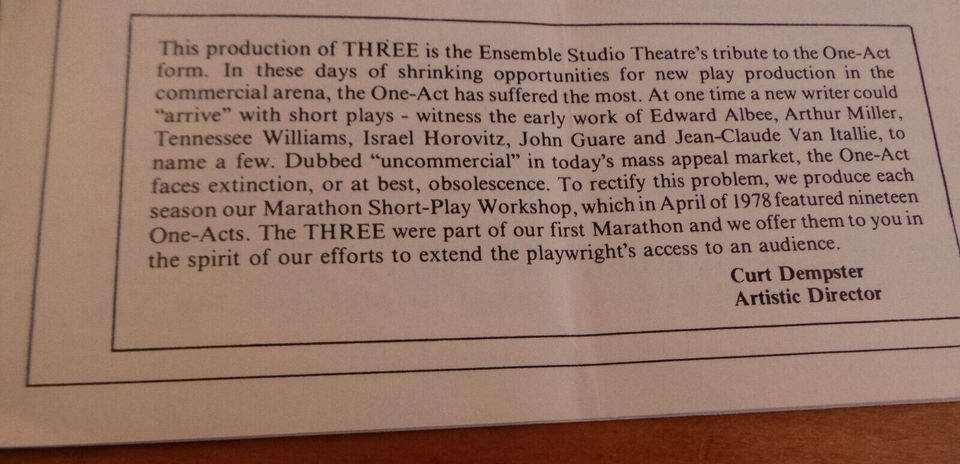 This production of THREE is the Ensemble Studio Theatre's tribute to the One-Act
form. In these days of shrinking opportunities for new play production in the
commercial arena, the One-Act has suffered the most. At one time a new writer could
“arrive” with short plays - witness the early work of Edward Albee, Arthur Miller,
Tennessee Williams, Israel Horovitz, John Guare and Jean-Claude Van Itallie, to
name a few. Dubbed “uncommercial” in today's mass appeal market, the One-Act
faces extinction, or at best, obsolescence. To rectify this problem, we produce each
season our Marathon Short-Play Workshop, which in April of 1978 featured nineteen
One-Acts. The THREE were part of our first Marathon and we offer them to you in
the spirit of our efforts to extend the playwright's access to an audience.
Curt Dempster
Artistic Director